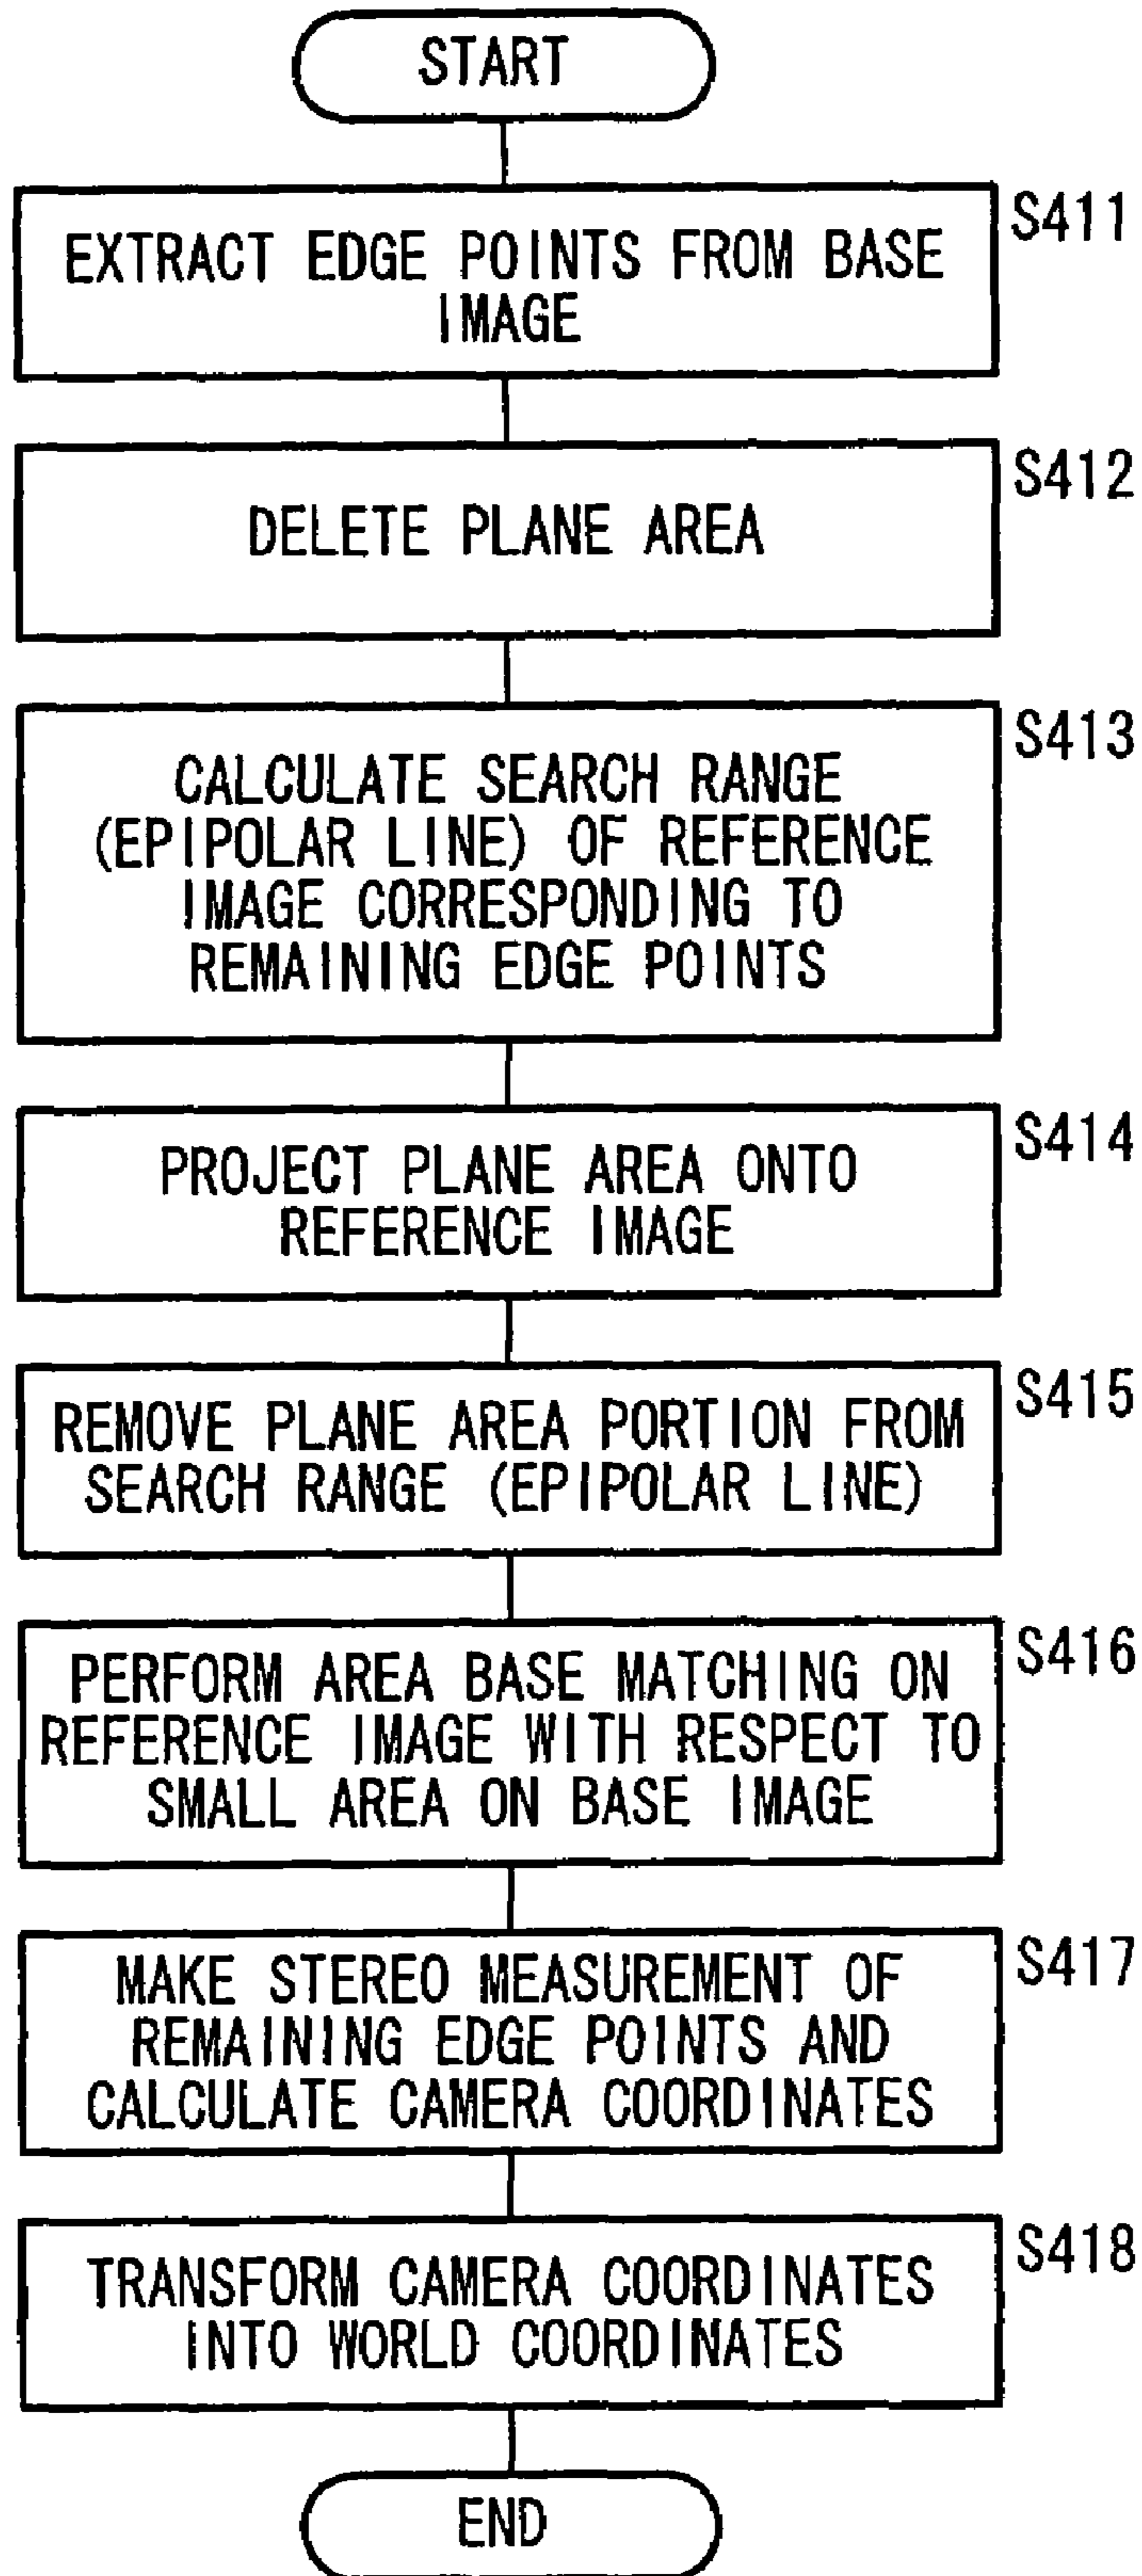 START
S411
EXTRACT EDGE POINTS FROM BASE
IMAGE
S412
DELETE PLANE AREA
S413
CALCULATE SEARCH RANGE
(EPIPOLAR LINE) OF REFERENCE
IMAGE CORRESPONDING TO
REMAINING EDGE POINTS
S414
PROJECT PLANE AREA ONTO
REFERENCE IMAGE
S415
REMOVE PLANE AREA PORTION FROM
SEARCH RANGE (EPIPOLAR LINE)
S416
PERFORM AREA BASE MATCHING ON
REFERENCE IMAGE WITH RESPECT TO
SMALL AREA ON BASE IMAGE
S417
MAKE STEREO MEASUREMENT OF
REMAINING EDGE POINTS AND
CALCULATE CAMERA COORDINATES
S418
TRANSFORM CAMERA COORDINATES
INTO WORLD COORDINATES
END